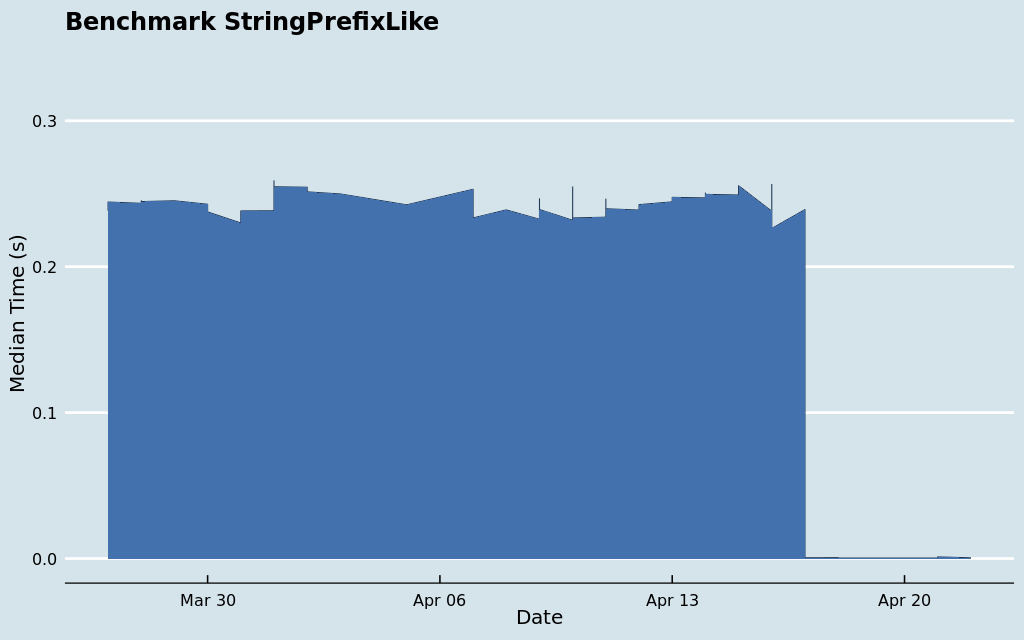 Benchmark StringPrefixLike
Median Time (s)
0.3
0.2
0.1
0.0
Mar 30 Apr 06 Apr 13 Apr 20
Date